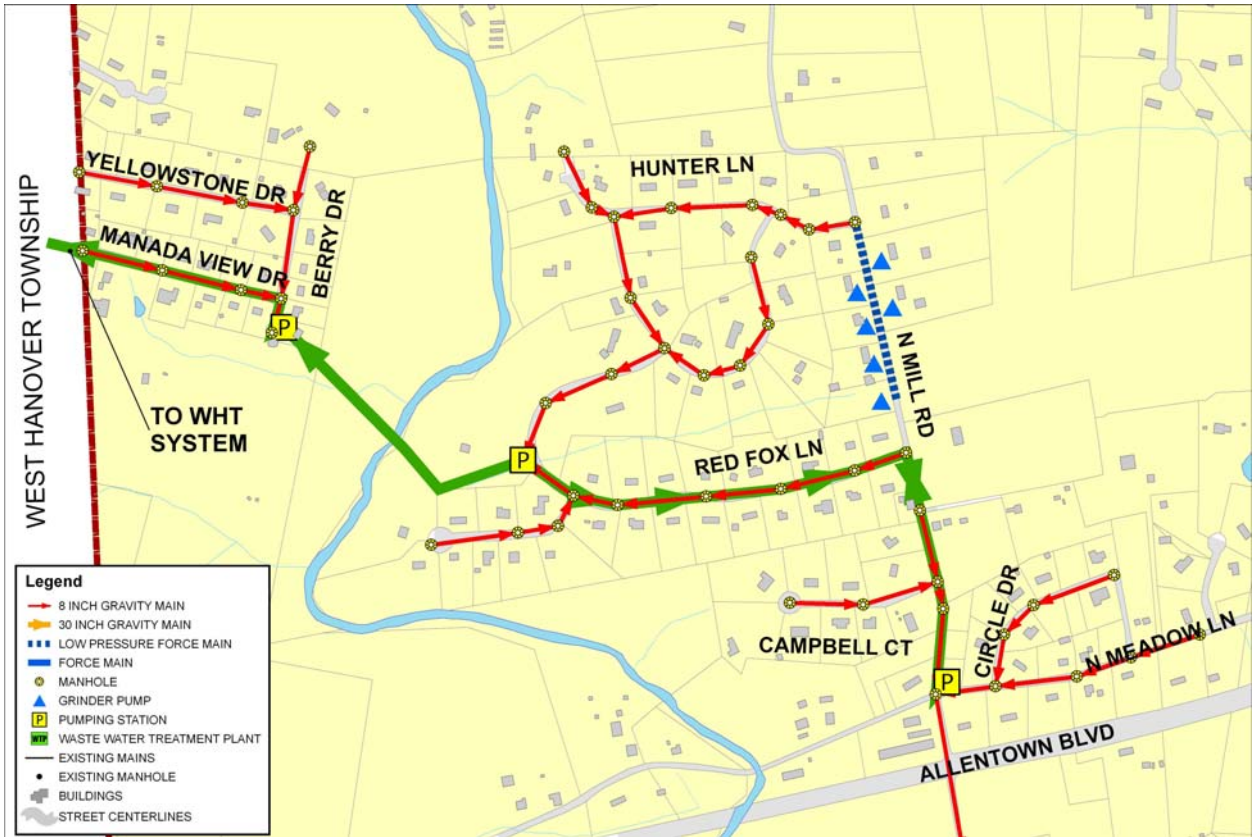 YELLOWSTONE DR
HUNTER LN
WEST HANOVER TOWNSHIP
MANADA VIEW DR
BERRY DR
P
N MILL RD
TO WHT
SYSTEM
P
RED FOX LN
CAMPBELL CT
CIRCLE DR
N MEADOW LN
P
ALLENTOWN BLVD
Legend
8 INCH GRAVITY MAIN
30 INCH GRAVITY MAIN
LOW PRESSURE FORCE MAIN
FORCE MAIN
MANHOLE
GRINDER PUMP
P PUMPING STATION
WTP WASTE WATER TREATMENT PLANT
EXISTING MAINS
EXISTING MANHOLE
BUILDINGS
STREET CENTERLINES